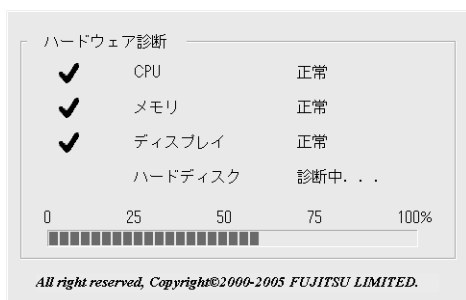 ハードウェア診断
✔ CPU 正常
✔ メモリ 正常
✔ ディスプレイ 正常
ハードディスク 診断中...
0 25 50 75 100%
All right reserved, Copyright©2000-2005 FUJITSU LIMITED.